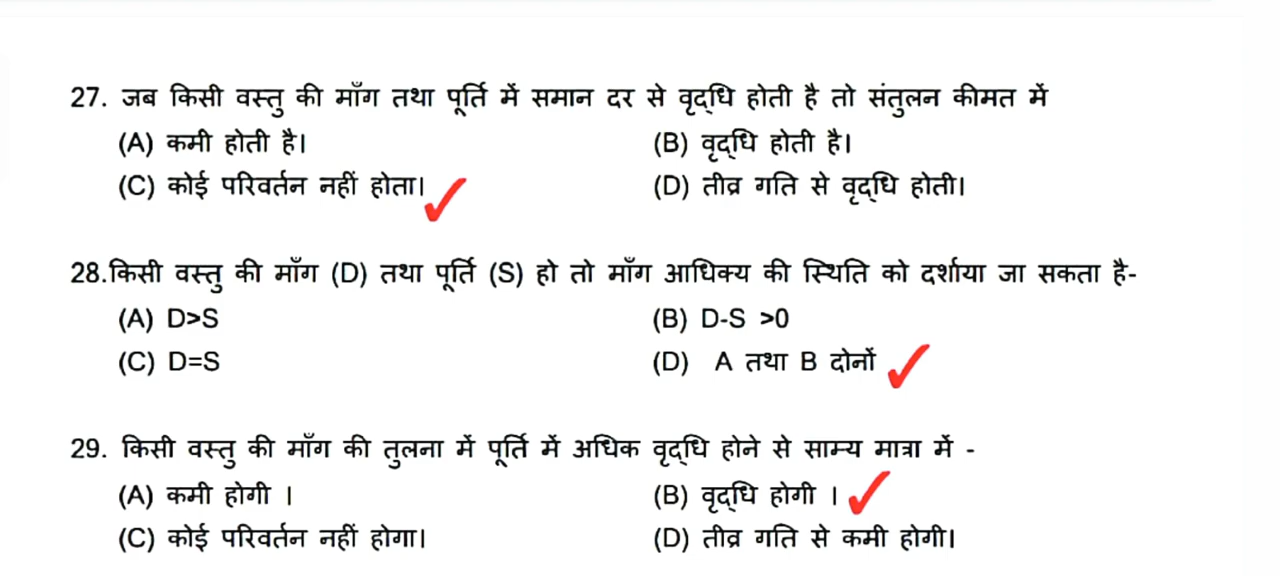 27. जब किसी वस्तु की माँग तथा पूर्ति में समान दर से वृद्धि होती है तो संतुलन कीमत में
(A) कमी होती है। (B) वृद्धि होती है।
(C) कोई परिवर्तन नहीं होता। (D) तीव्र गति से वृद्धि होती।
28.किसी वस्तु की माँग (D) तथा पूर्ति (S) हो तो माँग आधिक्य की स्थिति को दर्शाया जा सकता है-
(A) D>S (B) D-S >0
(C) D=S (D) A तथा B दोनों
29. किसी वस्तु की माँग की तुलना में पूर्ति में अधिक वृद्धि होने से साम्य मात्रा में -
(A) कमी होगी । (B) वृद्धि होगी ।
(C) कोई परिवर्तन नहीं होगा। (D) तीव्र गति से कमी होगी।